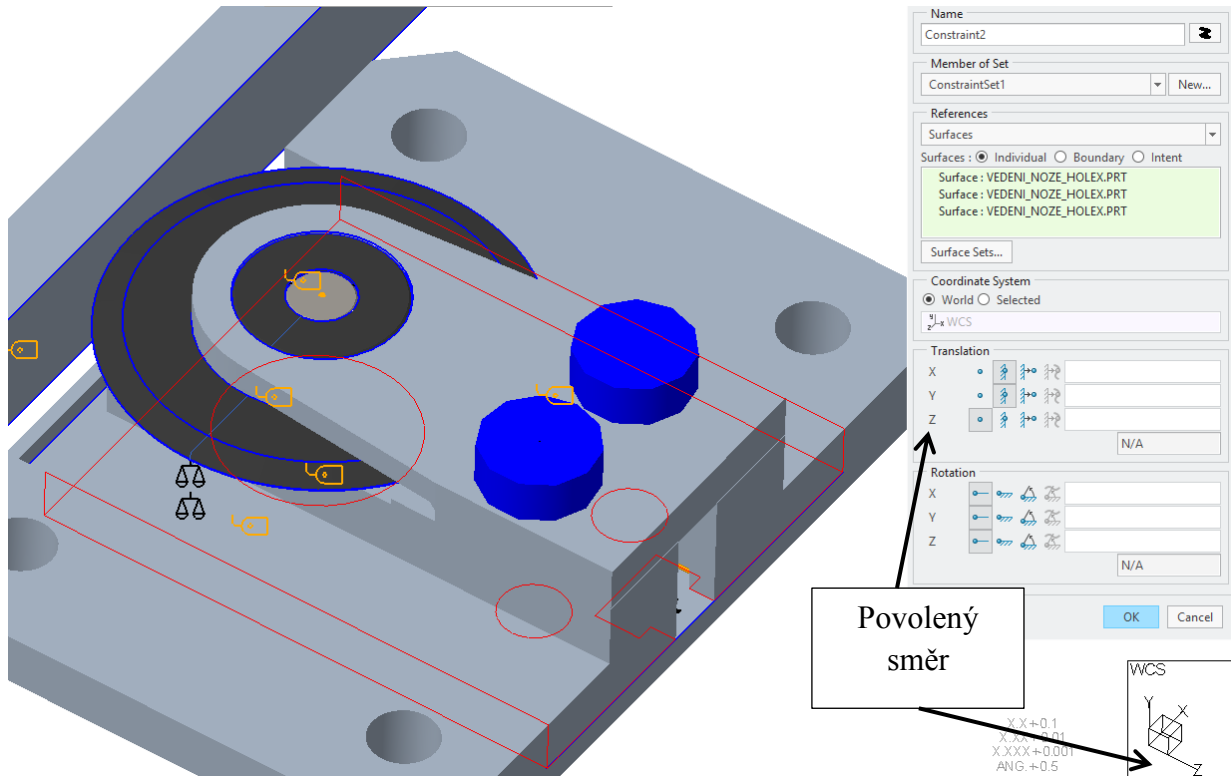 Name
Constraint2
Member of Set
ConstraintSet1
New...
References
Surfaces
Surfaces : Individual Boundary Intent
Surface : VEDENI_NOZE_HOLEX.PRT
Surface : VEDENI_NOZE_HOLEX.PRT
Surface : VEDENI_NOZE_HOLEX.PRT
Surface Sets...
Coordinate System
World Selected
WCS
Translation
X
Y
Z
N/A
Rotation
X
Y
Z
N/A
OK Cancel
Povolený
směr
WCS
Y
X
Z
X.X+-0.1
X.XX+-0.01
X.XXX+-0.001
ANG.+-0.5